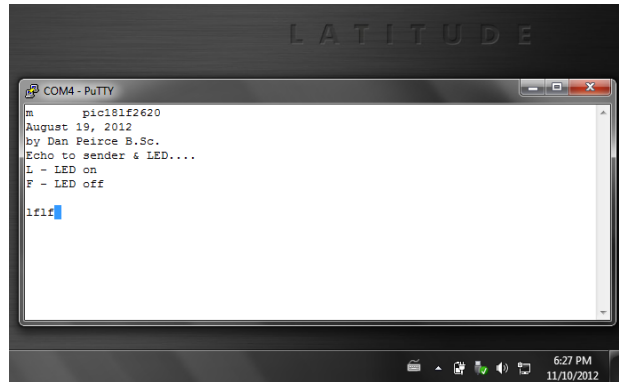 LATITUDE
COM4 - PuTTY
m pic18lf2620
August 19, 2012
by Dan Peirce B.Sc.
Echo to sender & LED....
L - LED on
F - LED off
lflf
6:27 PM
11/10/2012